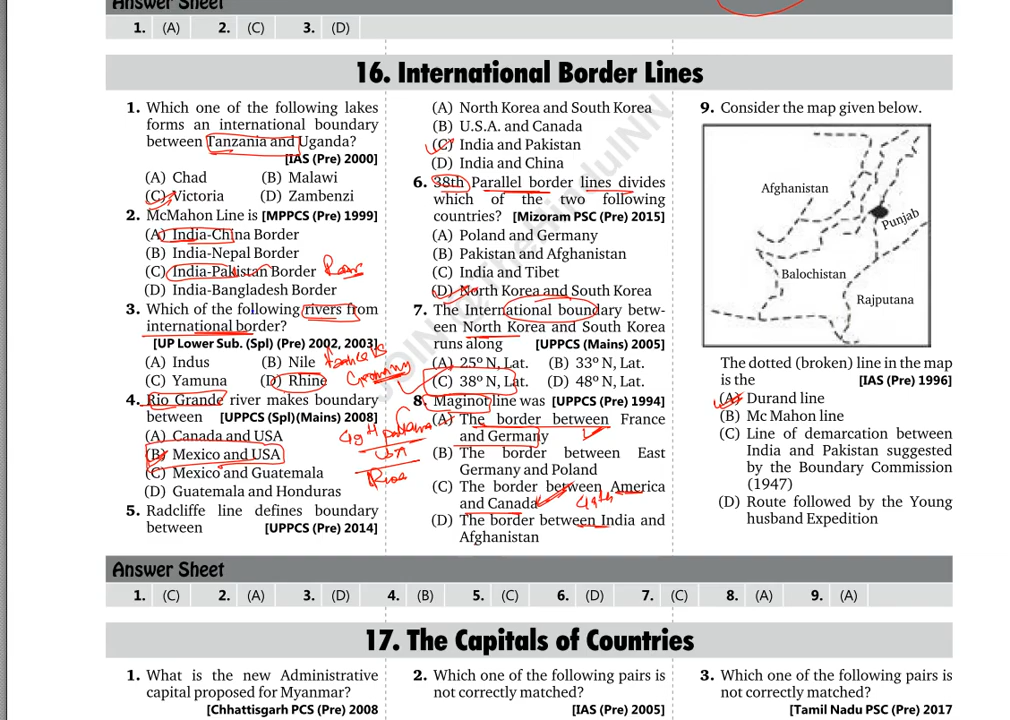 Answer Sheet
1. (A) 2. (C) 3. (D)
16. International Border Lines
1. Which one of the following lakes
forms an international boundary
between Tanzania and Uganda?
[IAS (Pre) 2000]
(A) Chad (B) Malawi
(C) Victoria (D) Zambenzi
2. McMahon Line is [MPPCS (Pre) 1999]
(A) India-China Border
(B) India-Nepal Border
(C) India-Pakistan Border
(D) India-Bangladesh Border
3. Which of the following rivers from
international border?
[UP Lower Sub. (Spl) (Pre) 2002, 2003]
(A) Indus (B) Nile
(C) Yamuna (D) Rhine
Germany
4. Rio Grande river makes boundary
between [UPPCS (Spl)(Mains) 2008]
(A) Canada and USA
(B) Mexico and USA
(C) Mexico and Guatemala
(D) Guatemala and Honduras
5. Radcliffe line defines boundary
between [UPPCS (Pre) 2014]
(A) North Korea and South Korea
(B) U.S.A. and Canada
(C) India and Pakistan
(D) India and China
6. 38th Parallel border lines divides
which of the two following
countries? [Mizoram PSC (Pre) 2015]
(A) Poland and Germany
(B) Pakistan and Afghanistan
(C) India and Tibet
(D) North Korea and South Korea
7. The International boundary betw-
een North Korea and South Korea
runs along [UPPCS (Mains) 2005]
(A) 25º N, Lat. (B) 33º N, Lat.
(C) 38º N, Lat. (D) 48º N, Lat.
8. Maginot line was [UPPCS (Pre) 1994]
(A) The border between France
and Germany
(B) The border between East
Germany and Poland
(C) The border between America
and Canada
49th
(D) The border between India and
Afghanistan
9. Consider the map given below.
Afghanistan
Punjab
Balochistan
Rajputana
The dotted (broken) line in the map
is the [IAS (Pre) 1996]
(A) Durand line
(B) Mc Mahon line
(C) Line of demarcation between
India and Pakistan suggested
by the Boundary Commission
(1947)
(D) Route followed by the Young
husband Expedition
Answer Sheet
1. (C) 2. (A) 3. (D) 4. (B) 5. (C) 6. (D) 7. (C) 8. (A) 9. (A)
17. The Capitals of Countries
1. What is the new Administrative
capital proposed for Myanmar?
[Chhattisgarh PCS (Pre) 2008
2. Which one of the following pairs is
not correctly matched?
[IAS (Pre) 2005]
3. Which one of the following pairs is
not correctly matched?
[Tamil Nadu PSC (Pre) 2017